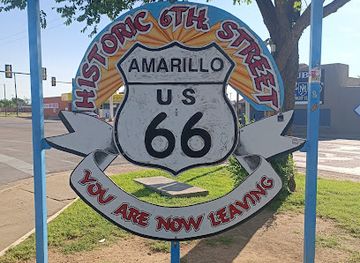 HISTORIC 6TH. STREET
AMARILLO
US
66
YOU ARE NOW LEAVING